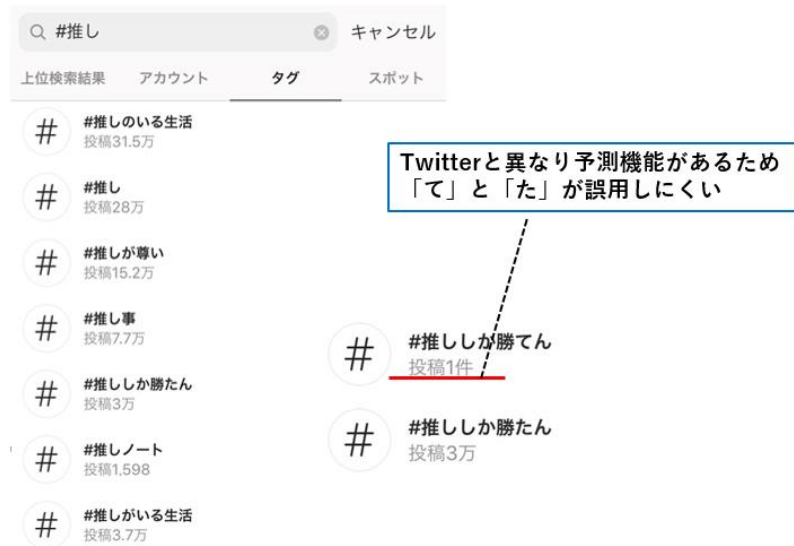 #推し
キャンセル
上位検索結果
アカウント
タグ
スポット
#推しのいる生活
投稿31.5万
#推し
投稿28万
#推しが尊い
投稿15.2万
#推し事
投稿7.7万
#推ししか勝たん
投稿3万
#推しノート
投稿1,598
#推しがいる生活
投稿3.7万
Twitterと異なり予測機能があるため
「て」と「た」が誤用しにくい
#推ししが勝てん
投稿1件
#推ししか勝たん
投稿3万